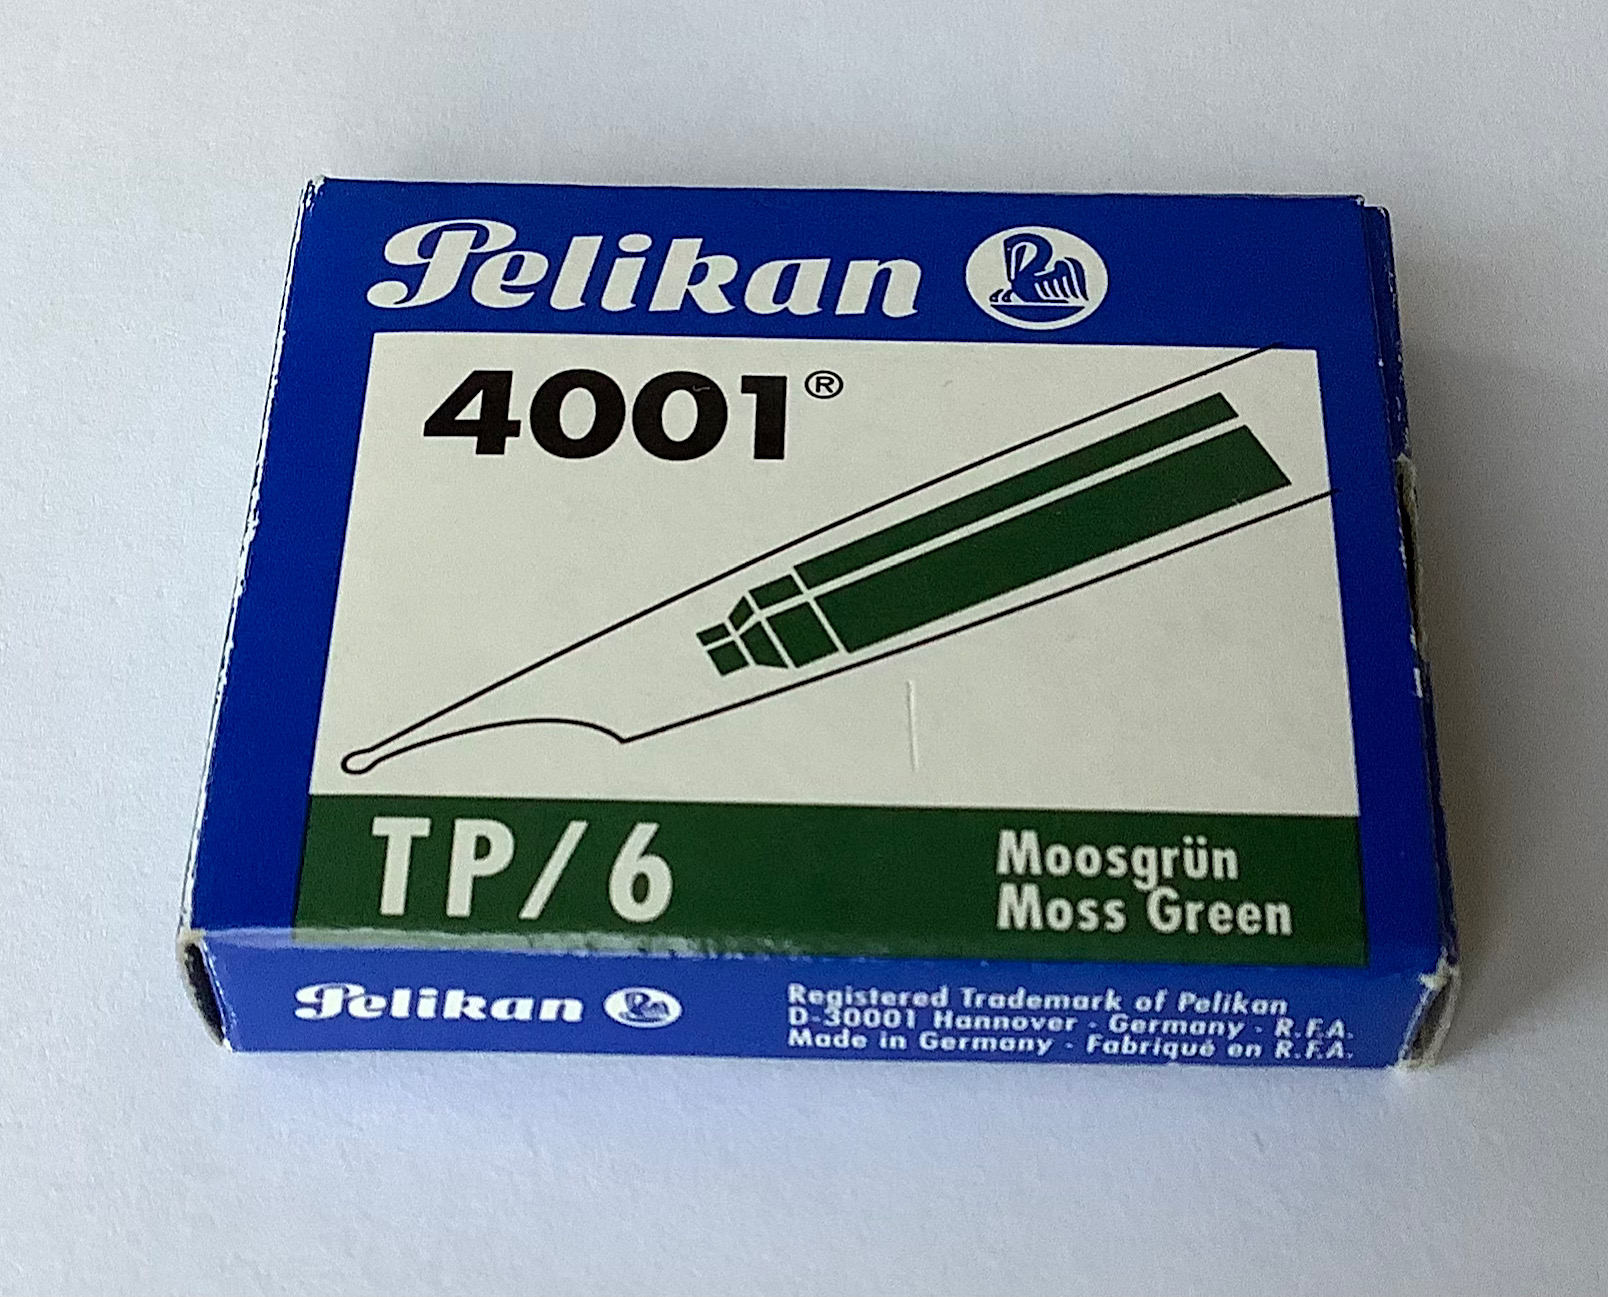 Pelikan
4001®
TP/6
Moosgrün
Moss Green
Pelikan
Registered Trademark of Pelikan
D-30001 Hannover - Germany - R.F.A.
Made in Germany - Fabriqué en R.F.A.